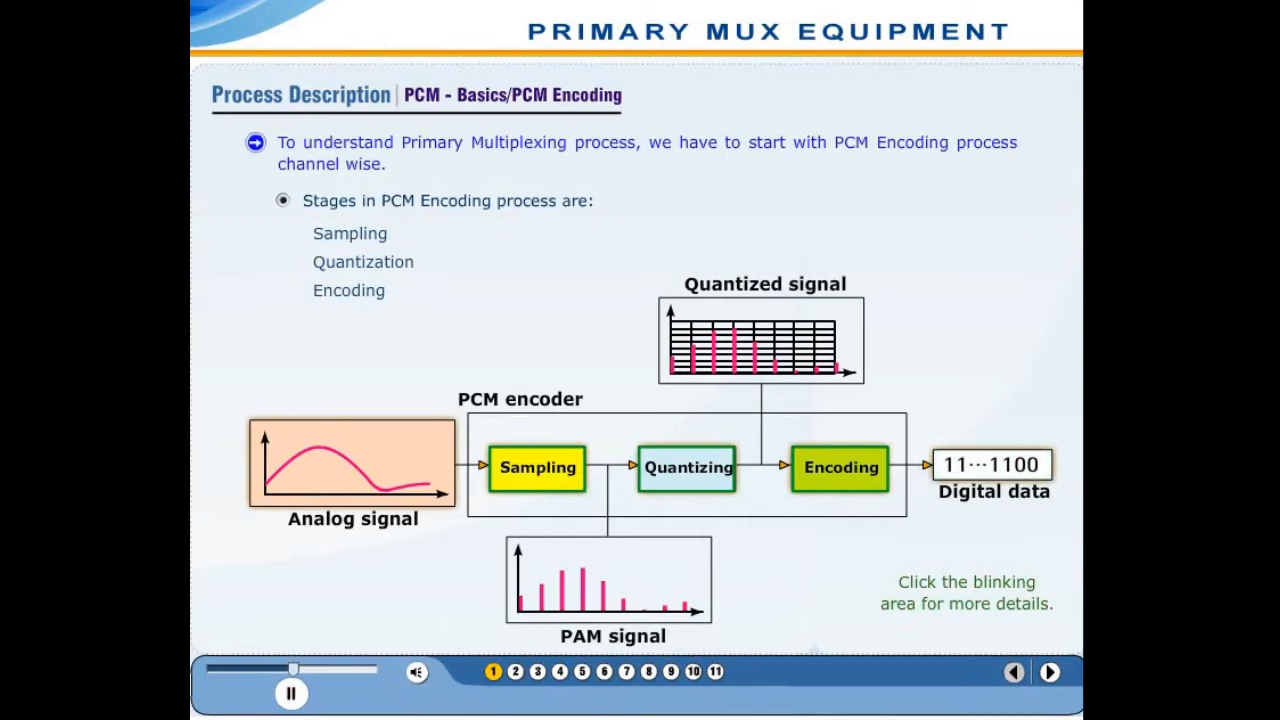 PRIMARY MUX EQUIPMENT
Process Description | PCM - Basics/PCM Encoding
To understand Primary Multiplexing process, we have to start with PCM Encoding process
channel wise.
Stages in PCM Encoding process are:
Sampling
Quantization
Encoding
Quantized signal
PCM encoder
Sampling
Quantizing
Encoding
11···1100
Digital data
Analog signal
PAM signal
Click the blinking
area for more details.
1 2 3 4 5 6 7 8 9 10 11